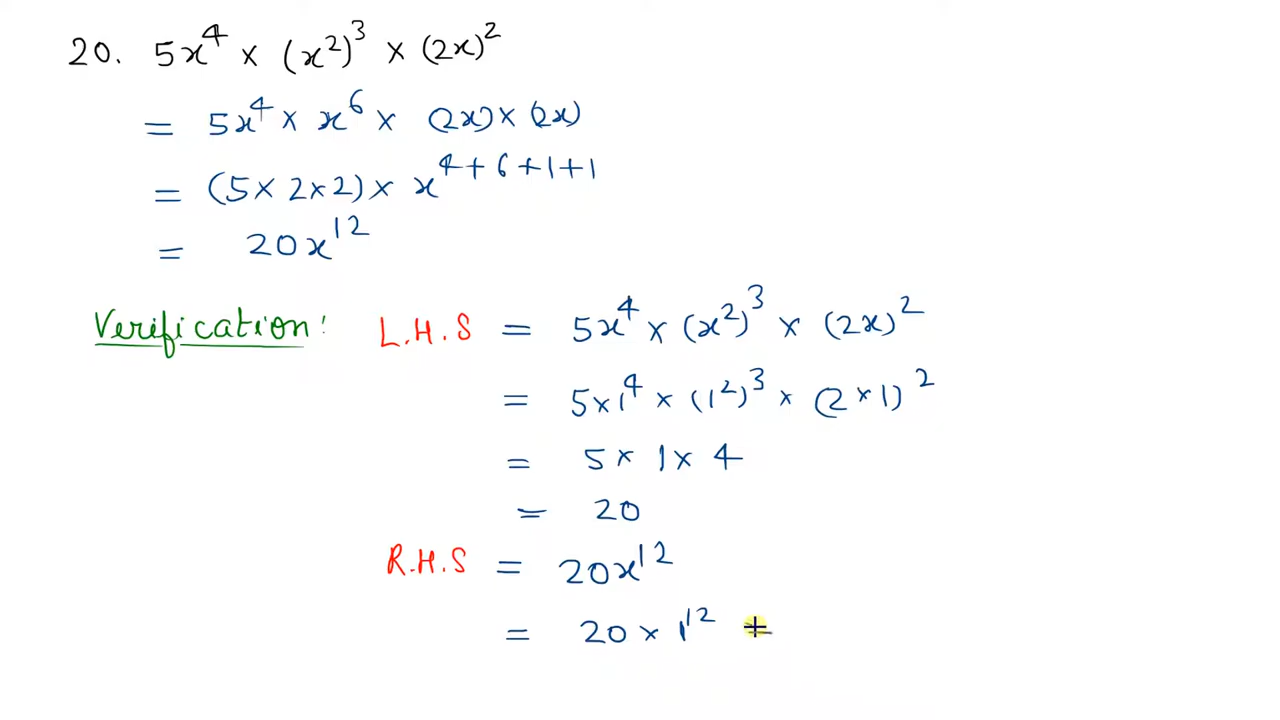 20. 5x⁴ × (x²)³ × (2x)²
= 5x⁴ × x⁶ × (2x) × (2x)
= (5 × 2 × 2) × x⁴⁺⁶⁺¹⁺¹
= 20x¹²
Verification: L.H.S = 5x⁴ × (x²)³ × (2x)²
= 5 × 1⁴ × (1²)³ × (2 × 1)²
= 5 × 1 × 4
= 20
R.H.S = 20x¹²
= 20 × 1¹² =